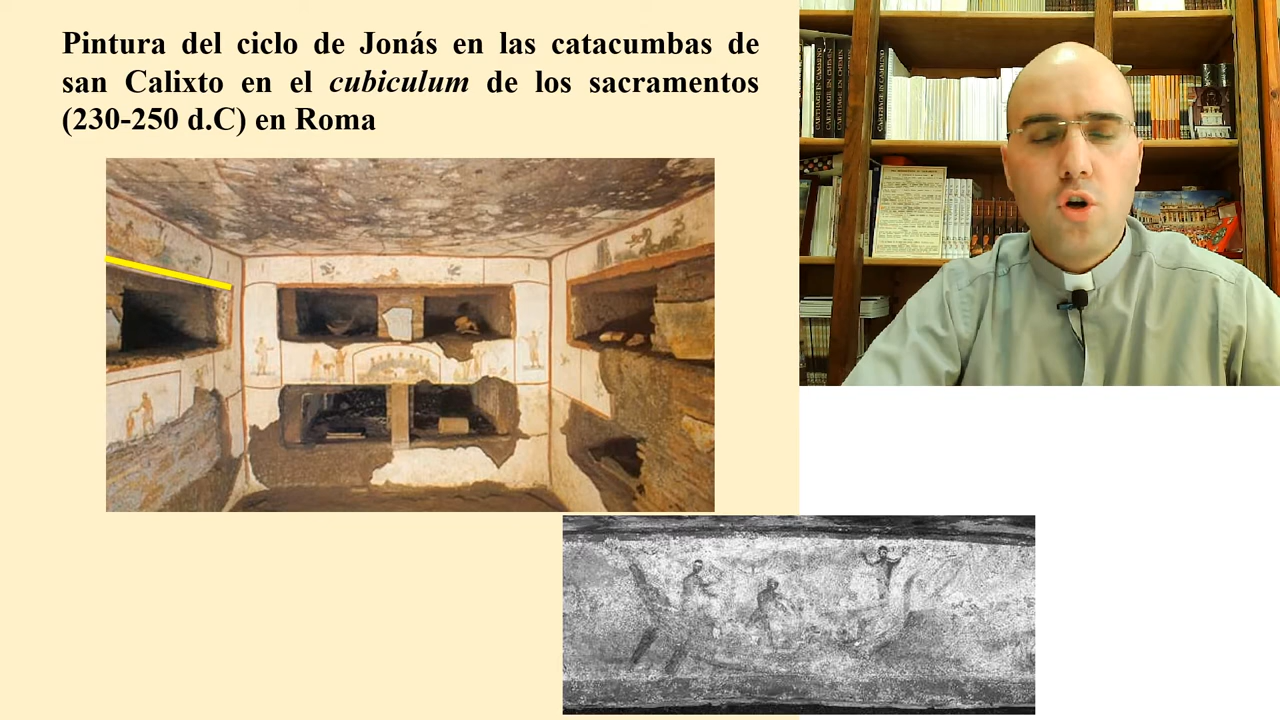 Pintura del ciclo de Jonás en las catacumbas de
san Calixto en el cubiculum de los sacramentos
(230-250 d.C) en Roma